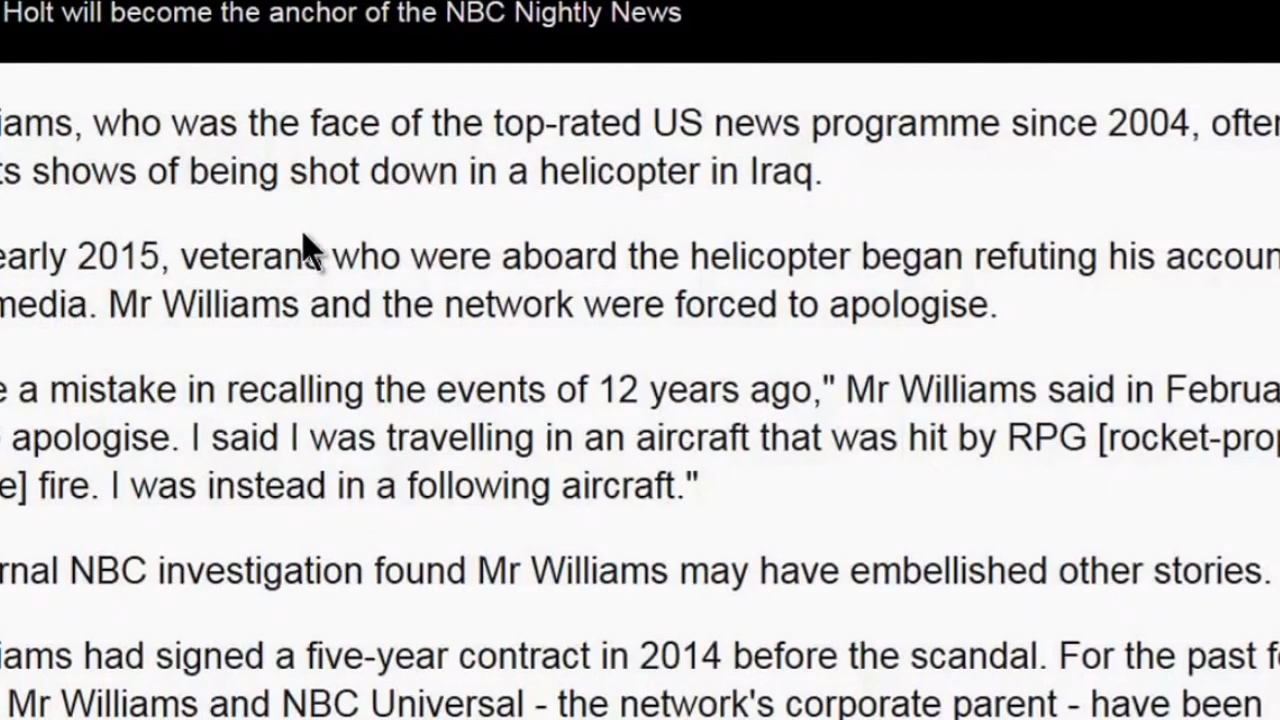 Holt will become the anchor of the NBC Nightly News
iams, who was the face of the top-rated US news programme since 2004, often
ts shows of being shot down in a helicopter in Iraq.
early 2015, veterans who were aboard the helicopter began refuting his accoun
media. Mr Williams and the network were forced to apologise.
e a mistake in recalling the events of 12 years ago," Mr Williams said in Februa
apologise. I said I was travelling in an aircraft that was hit by RPG [rocket-prop
e] fire. I was instead in a following aircraft."
rnal NBC investigation found Mr Williams may have embellished other stories.
iams had signed a five-year contract in 2014 before the scandal. For the past fe
Mr Williams and NBC Universal - the network's corporate parent - have been